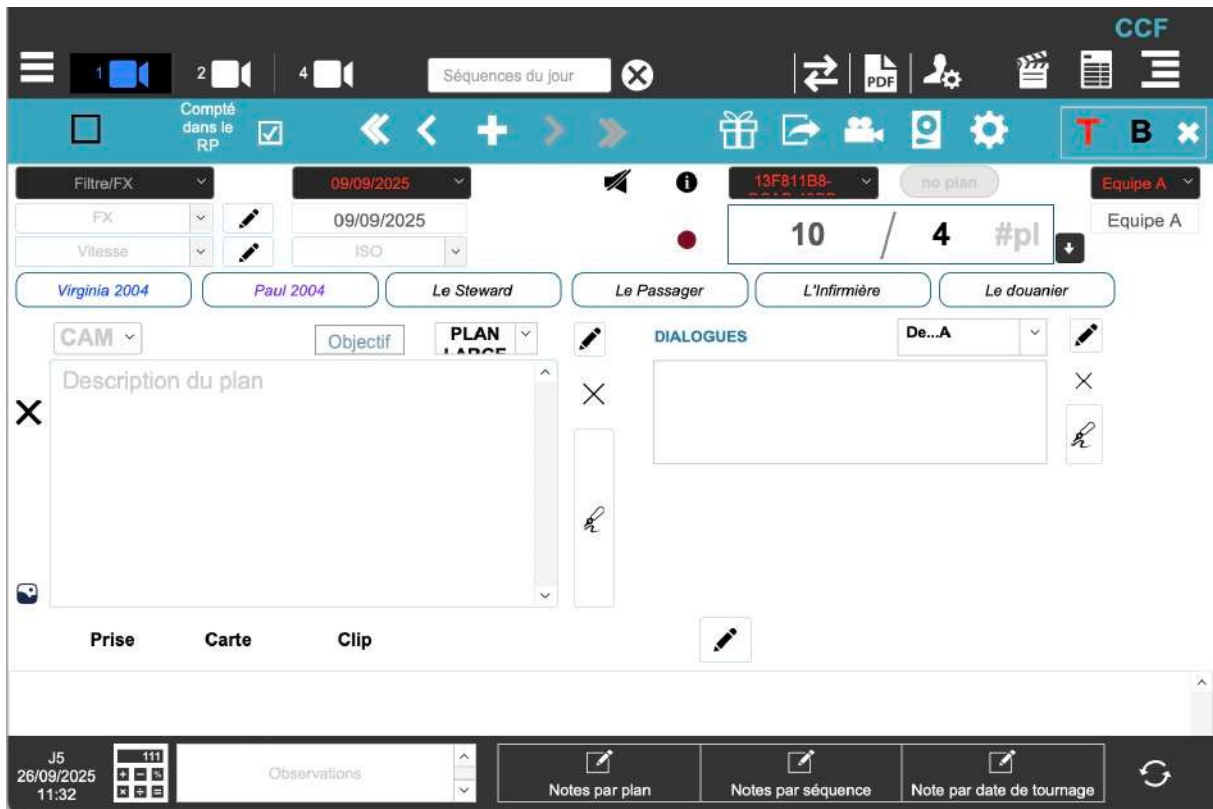 CCF
1
2
4
Séquences du jour
PDF
Compté
dans le
RP
T B
Filtre/FX
09/09/2025
13F811B8-
no plan
Equipe A
FX
09/09/2025
10 / 4 #pl
Equipe A
Vitesse
ISO
Virginia 2004
Paul 2004
Le Steward
Le Passager
L'Infirmière
Le douanier
CAM
Objectif
PLAN
LARGE
DIALOGUES
De...A
Description du plan
Prise
Carte
Clip
J5
26/09/2025
11:32
111
Observations
Notes par plan
Notes par séquence
Note par date de tournage